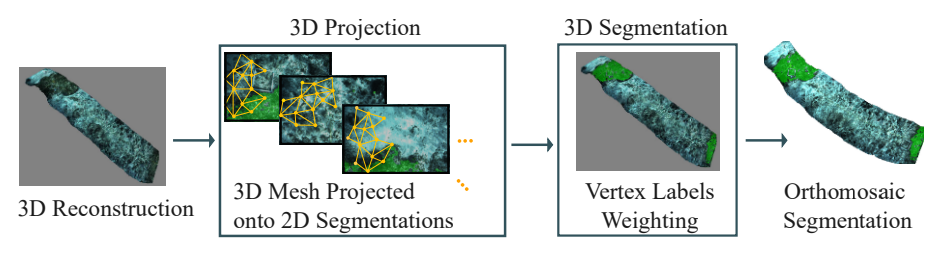 3D Projection
3D Segmentation
3D Reconstruction
3D Mesh Projected
onto 2D Segmentations
Vertex Labels
Weighting
Orthomosaic
Segmentation